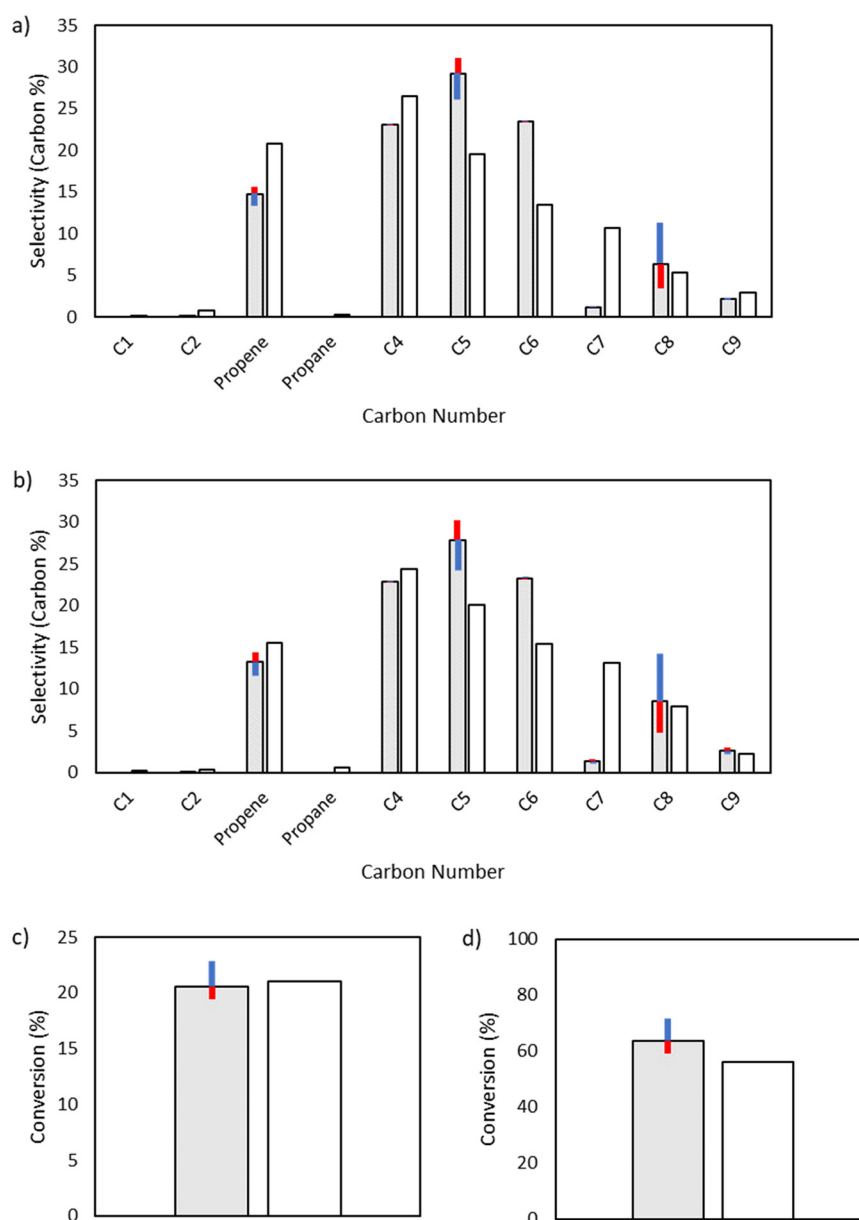 a)
35
30
25
20
15
10
5
0
Selectivity (Carbon %)
C1
C2
Propene
Propane
C4
C5
C6
C7
C8
C9
Carbon Number
b)
35
30
25
20
15
10
5
0
Selectivity (Carbon %)
C1
C2
Propene
Propane
C4
C5
C6
C7
C8
C9
Carbon Number
c)
25
20
15
10
5
0
Conversion (%)
d)
100
80
60
40
20
0
Conversion (%)